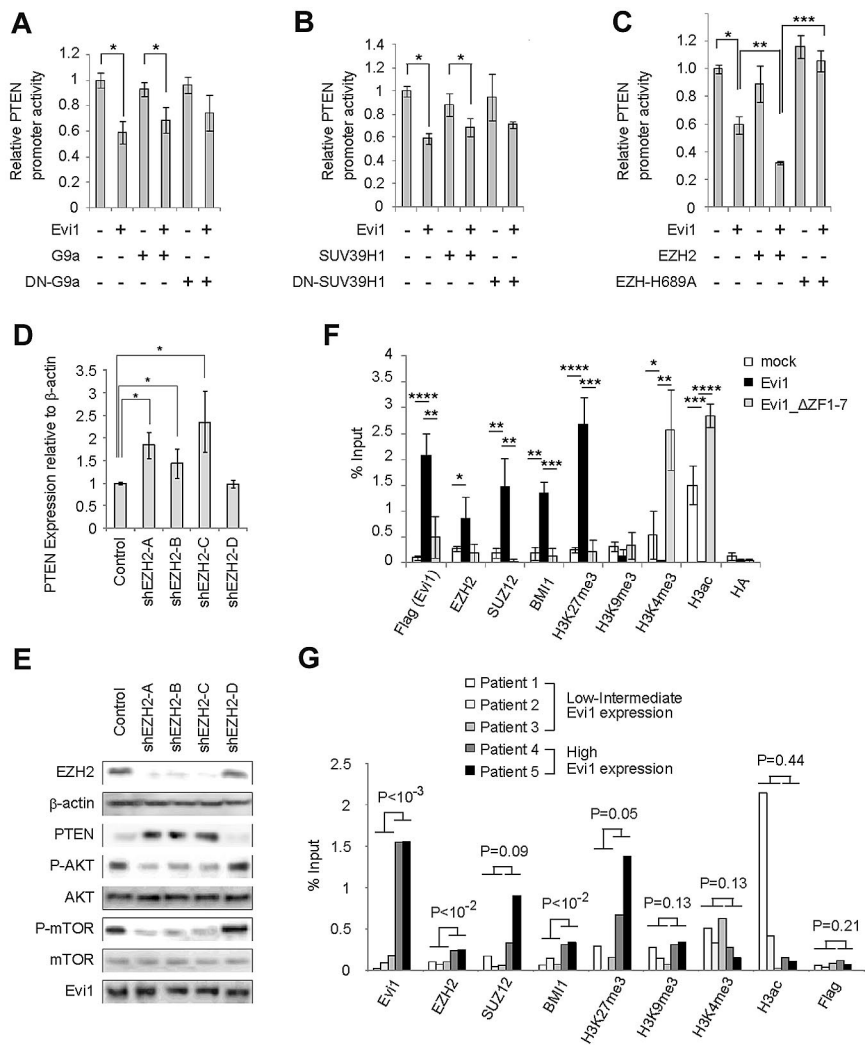 A
Relative PTEN
promoter activity
1.4
1.2
1
0.8
0.6
0.4
0.2
0
*
*
Evi1 - + - + - +
G9a - - + + - -
DN-G9a - - - - + +
B
Relative PTEN
promoter activity
1.4
1.2
1
0.8
0.6
0.4
0.2
0
*
*
Evi1 - + - + - +
SUV39H1 - - + + - -
DN-SUV39H1 - - - - + +
C
Relative PTEN
promoter activity
1.4
1.2
1.0
0.8
0.6
0.4
0.2
0
*
**
***
Evi1 - + - + - +
EZH2 - - + + - -
EZH-H689A - - - - + +
D
PTEN Expression relative to β-actin
3.5
3
2.5
2
1.5
1
0.5
0
*
*
*
Control
shEZH2-A
shEZH2-B
shEZH2-C
shEZH2-D
F
% Input
4
3.5
3
2.5
2
1.5
1
0.5
0
mock
Evi1
Evi1_ΔZF1-7
****
**
*
**
**
**
***
****
***
*
**
***
****
Flag (Evi1)
EZH2
SUZ12
BMI1
H3K27me3
H3K9me3
H3K4me3
H3ac
HA
E
Control
shEZH2-A
shEZH2-B
shEZH2-C
shEZH2-D
EZH2
β-actin
PTEN
P-AKT
AKT
P-mTOR
mTOR
Evi1
G
Patient 1
Patient 2
Patient 3
Low-Intermediate
Evi1 expression
Patient 4
Patient 5
High
Evi1 expression
% Input
2.5
2
1.5
1
0.5
0
P<10-3
P<10-2
P=0.09
P<10-2
P=0.05
P=0.13
P=0.13
P=0.44
P=0.21
Evi1
EZH2
SUZ12
BMI1
H3K27me3
H3K9me3
H3K4me3
H3ac
Flag